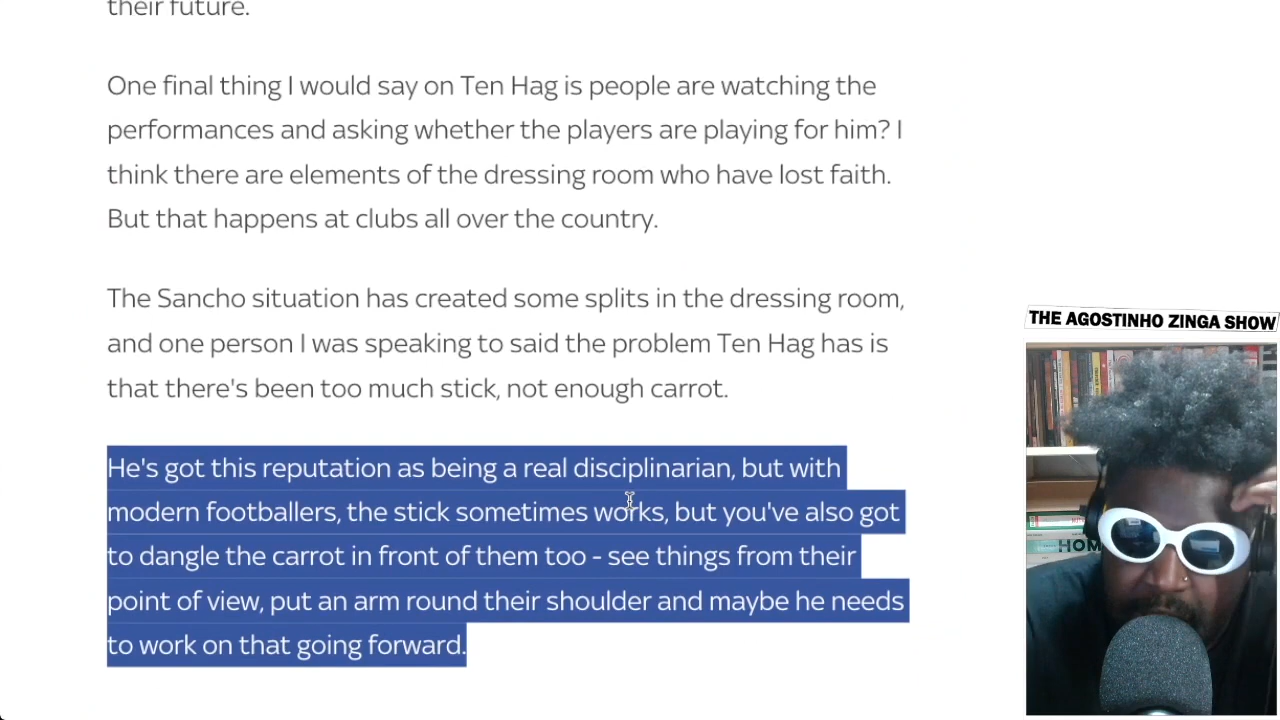 their future.
One final thing I would say on Ten Hag is people are watching the
performances and asking whether the players are playing for him? I
think there are elements of the dressing room who have lost faith.
But that happens at clubs all over the country.
The Sancho situation has created some splits in the dressing room,
and one person I was speaking to said the problem Ten Hag has is
that there's been too much stick, not enough carrot.
He's got this reputation as being a real disciplinarian, but with
modern footballers, the stick sometimes works, but you've also got
to dangle the carrot in front of them too - see things from their
point of view, put an arm round their shoulder and maybe he needs
to work on that going forward.
THE AGOSTINHO ZINGA SHOW
HOM